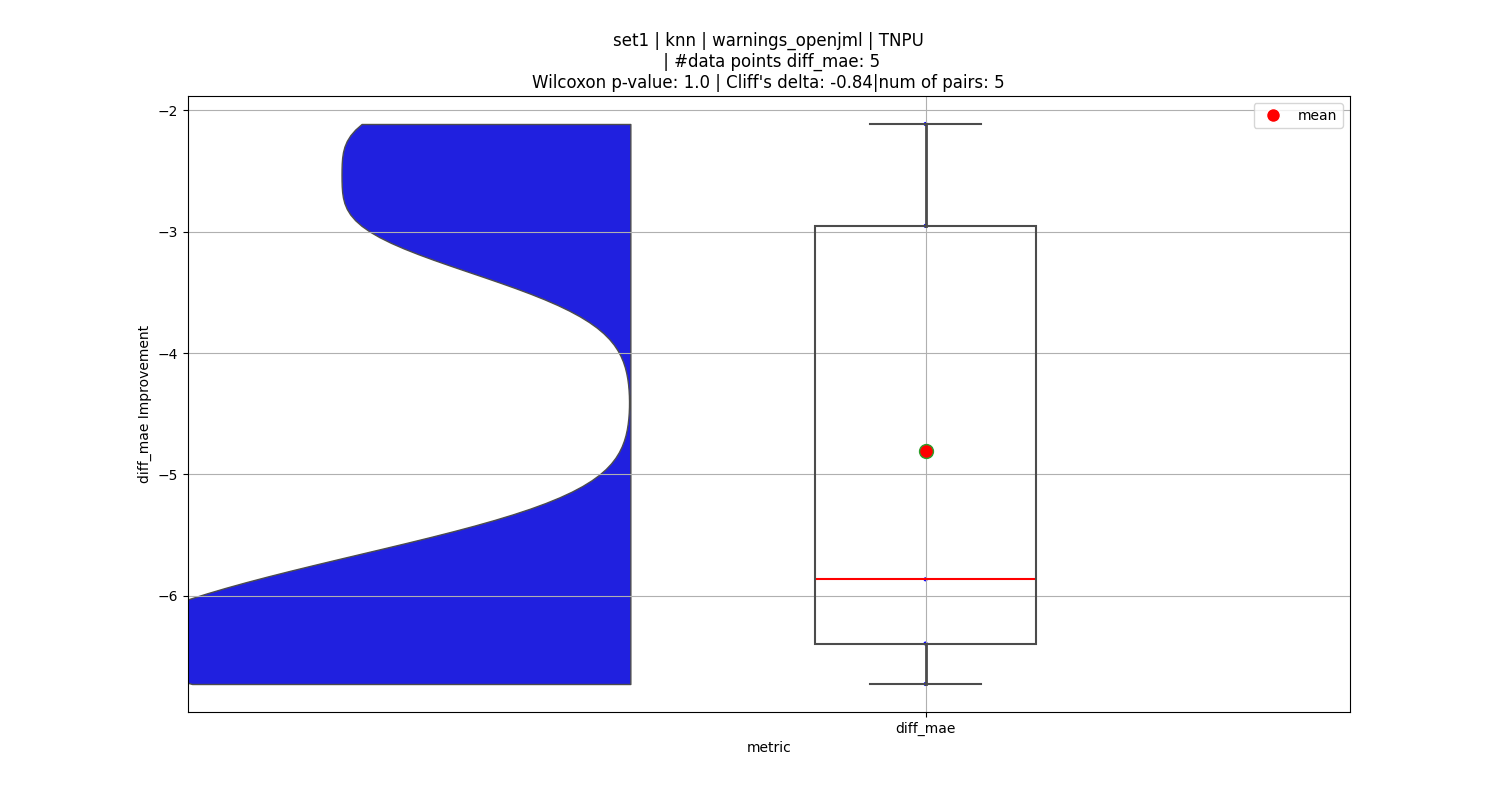 set1 | knn | warnings_openjml | TNPU
| #data points diff_mae: 5
Wilcoxon p-value: 1.0 | Cliff's delta: -0.84|num of pairs: 5
mean
−2
−3
−4
−5
−6
diff_mae Improvement
diff_mae
metric